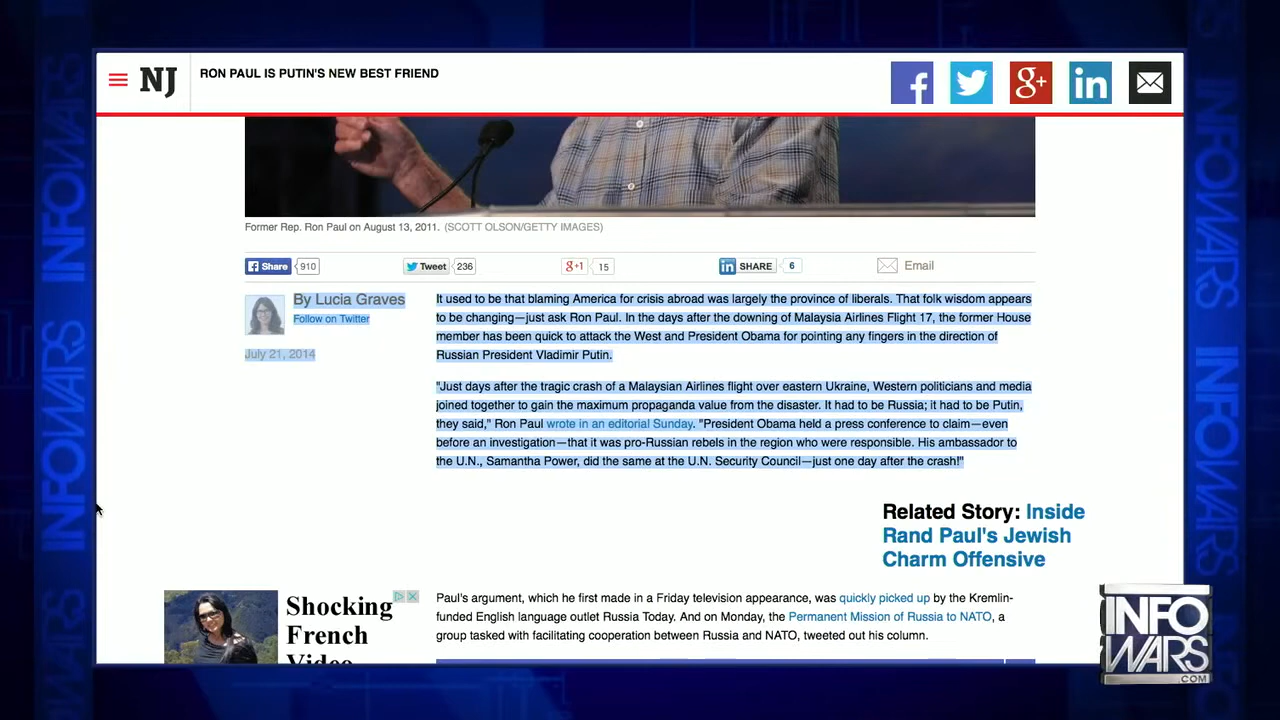 NJ
RON PAUL IS PUTIN'S NEW BEST FRIEND
f
g+
in
Former Rep. Ron Paul on August 13, 2011. (SCOTT OLSON/GETTY IMAGES)
f Share 910
Tweet 236
g+1 15
in SHARE 6
Email
By Lucia Graves
Follow on Twitter
July 21, 2014
It used to be that blaming America for crisis abroad was largely the province of liberals. That folk wisdom appears
to be changing—just ask Ron Paul. In the days after the downing of Malaysia Airlines Flight 17, the former House
member has been quick to attack the West and President Obama for pointing any fingers in the direction of
Russian President Vladimir Putin.
"Just days after the tragic crash of a Malaysian Airlines flight over eastern Ukraine, Western politicians and media
joined together to gain the maximum propaganda value from the disaster. It had to be Russia; it had to be Putin,
they said," Ron Paul wrote in an editorial Sunday. "President Obama held a press conference to claim—even
before an investigation—that it was pro-Russian rebels in the region who were responsible. His ambassador to
the U.N., Samantha Power, did the same at the U.N. Security Council—just one day after the crash!"
Related Story: Inside
Rand Paul's Jewish
Charm Offensive
Shocking
French
Video
Paul's argument, which he first made in a Friday television appearance, was quickly picked up by the Kremlin-
funded English language outlet Russia Today. And on Monday, the Permanent Mission of Russia to NATO, a
group tasked with facilitating cooperation between Russia and NATO, tweeted out his column.
INFOWARS
INFOWARS
INFOWARS
INFOWARS
INFO
WARS
.COM